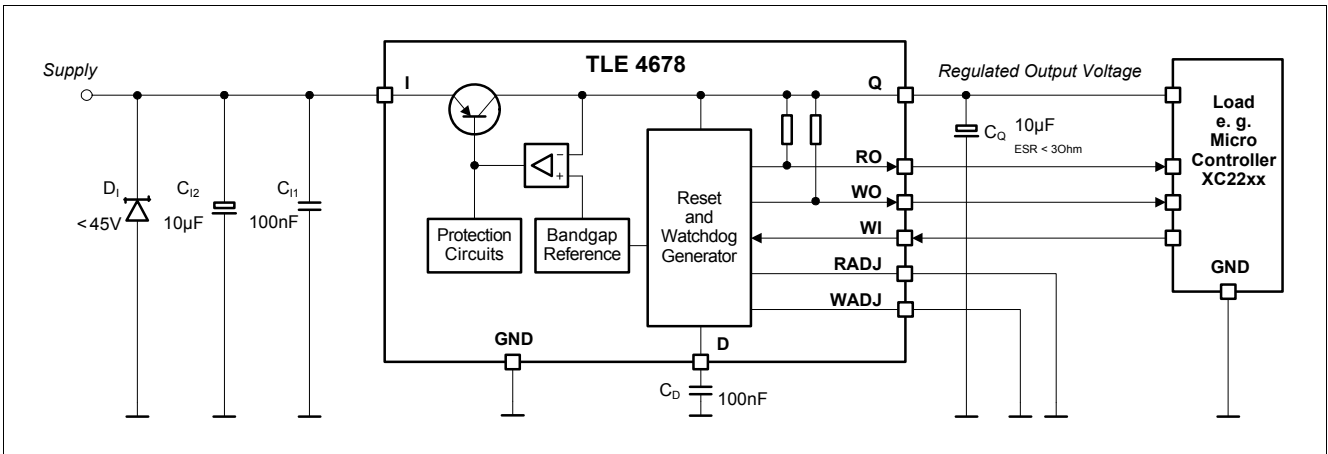 TLE 4678
Supply
I
Q
Regulated Output Voltage
Load
e. g.
Micro
Controller
XC22xx
C_Q 10µF
ESR < 3Ohm
RO
WO
WI
RADJ
WADJ
D_I
<45V
C_I2
10µF
C_I1
100nF
Protection
Circuits
Bandgap
Reference
Reset
and
Watchdog
Generator
GND
GND
D
C_D
100nF